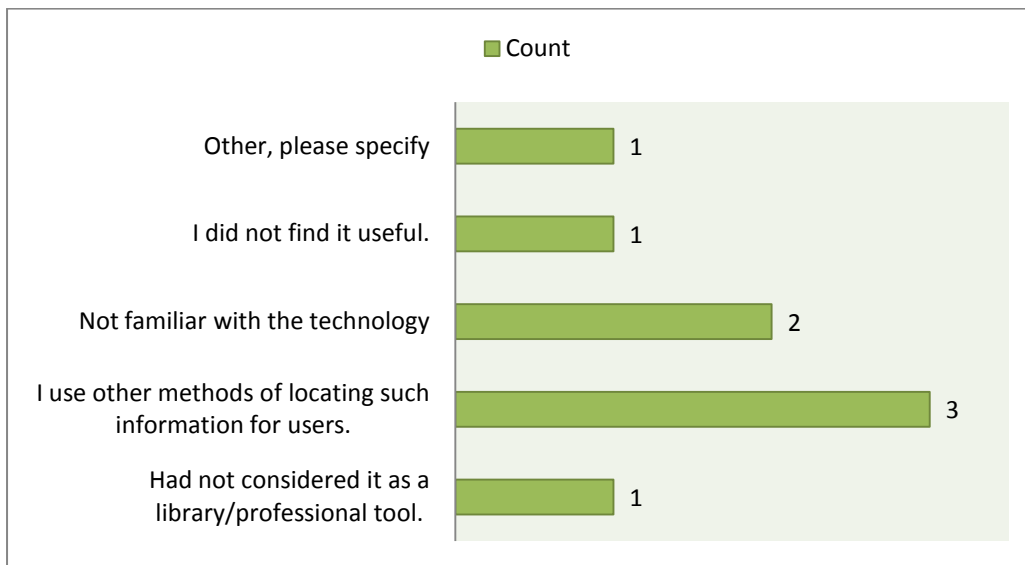 Count
Other, please specify
1
I did not find it useful.
1
Not familiar with the technology
2
I use other methods of locating such
information for users.
3
Had not considered it as a
library/professional tool.
1